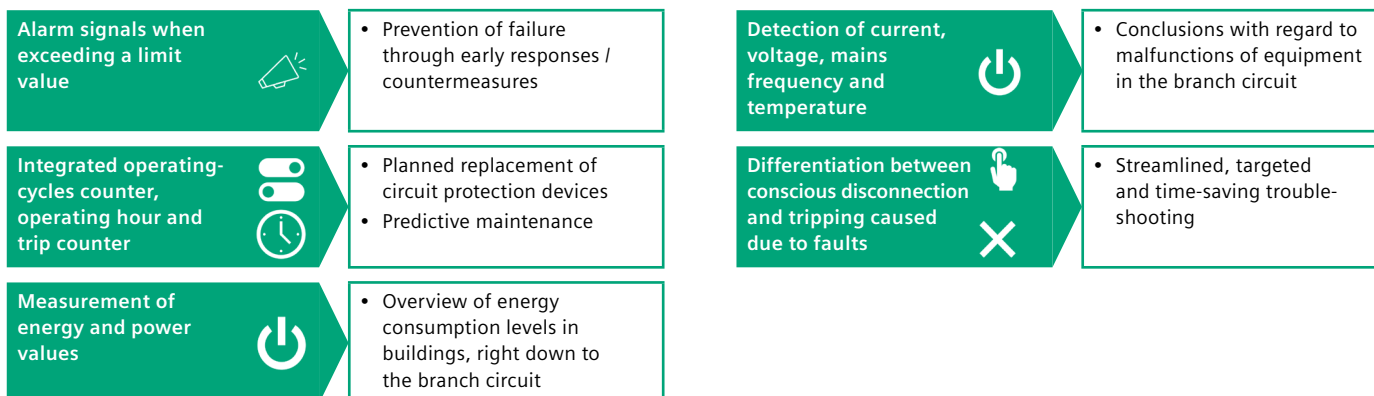 Alarm signals when
exceeding a limit
value
• Prevention of failure
through early responses /
countermeasures
Detection of current,
voltage, mains
frequency and
temperature
• Conclusions with regard to
malfunctions of equipment
in the branch circuit
Integrated operating-
cycles counter,
operating hour and
trip counter
• Planned replacement of
circuit protection devices
• Predictive maintenance
Differentiation between
conscious disconnection
and tripping caused
due to faults
• Streamlined, targeted
and time-saving trouble-
shooting
Measurement of
energy and power
values
• Overview of energy
consumption levels in
buildings, right down to
the branch circuit